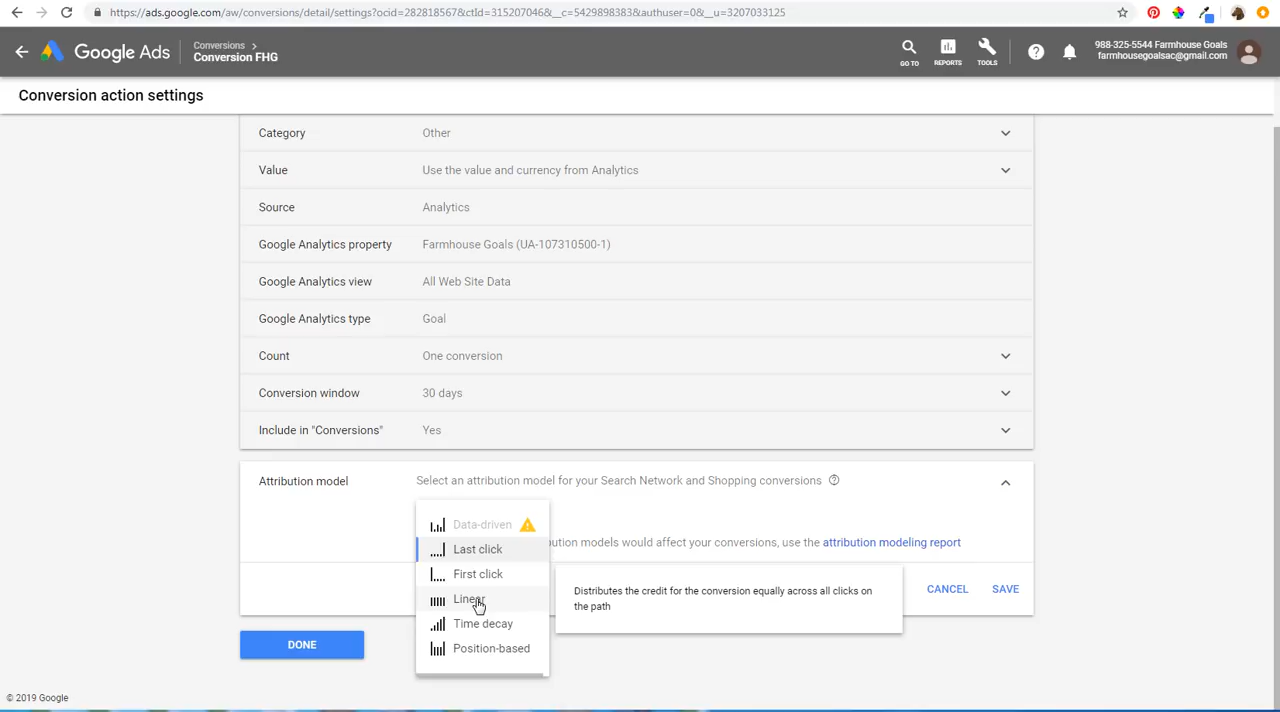 https://ads.google.com/aw/conversions/detail/settings?ocid=282818567&ctId=315207046&__c=5429898383&authuser=0&__u=3207033125
Google Ads
Conversions >
Conversion FHG
GO TO
REPORTS
TOOLS
988-325-5544 Farmhouse Goals
farmhousegoalsac@gmail.com
Conversion action settings
Category Other
Value Use the value and currency from Analytics
Source Analytics
Google Analytics property Farmhouse Goals (UA-107310500-1)
Google Analytics view All Web Site Data
Google Analytics type Goal
Count One conversion
Conversion window 30 days
Include in "Conversions" Yes
Attribution model Select an attribution model for your Search Network and Shopping conversions
Data-driven
Last click
bution models would affect your conversions, use the attribution modeling report
First click
Linear
Distributes the credit for the conversion equally across all clicks on
the path
CANCEL SAVE
Time decay
Position-based
DONE
© 2019 Google